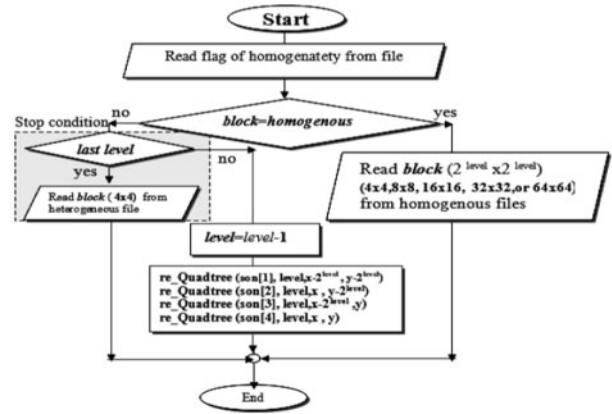 Start
Read flag of homogenatety from file
no
yes
Stop condition
block=homogenous
last level
no
yes
Read block (4x4) from
heterogeneous file
Read block (2 level x2 level)
(4x4,8x8, 16x16, 32x32,or 64x64)
from homogenous files
level=level-1
re_Quadtree (son[1], level,x-2level , y-2level)
re_Quadtree (son[2], level,x , y-2level)
re_Quadtree (son[3], level,x-2level ,y)
re_Quadtree (son[4], level,x , y)
End